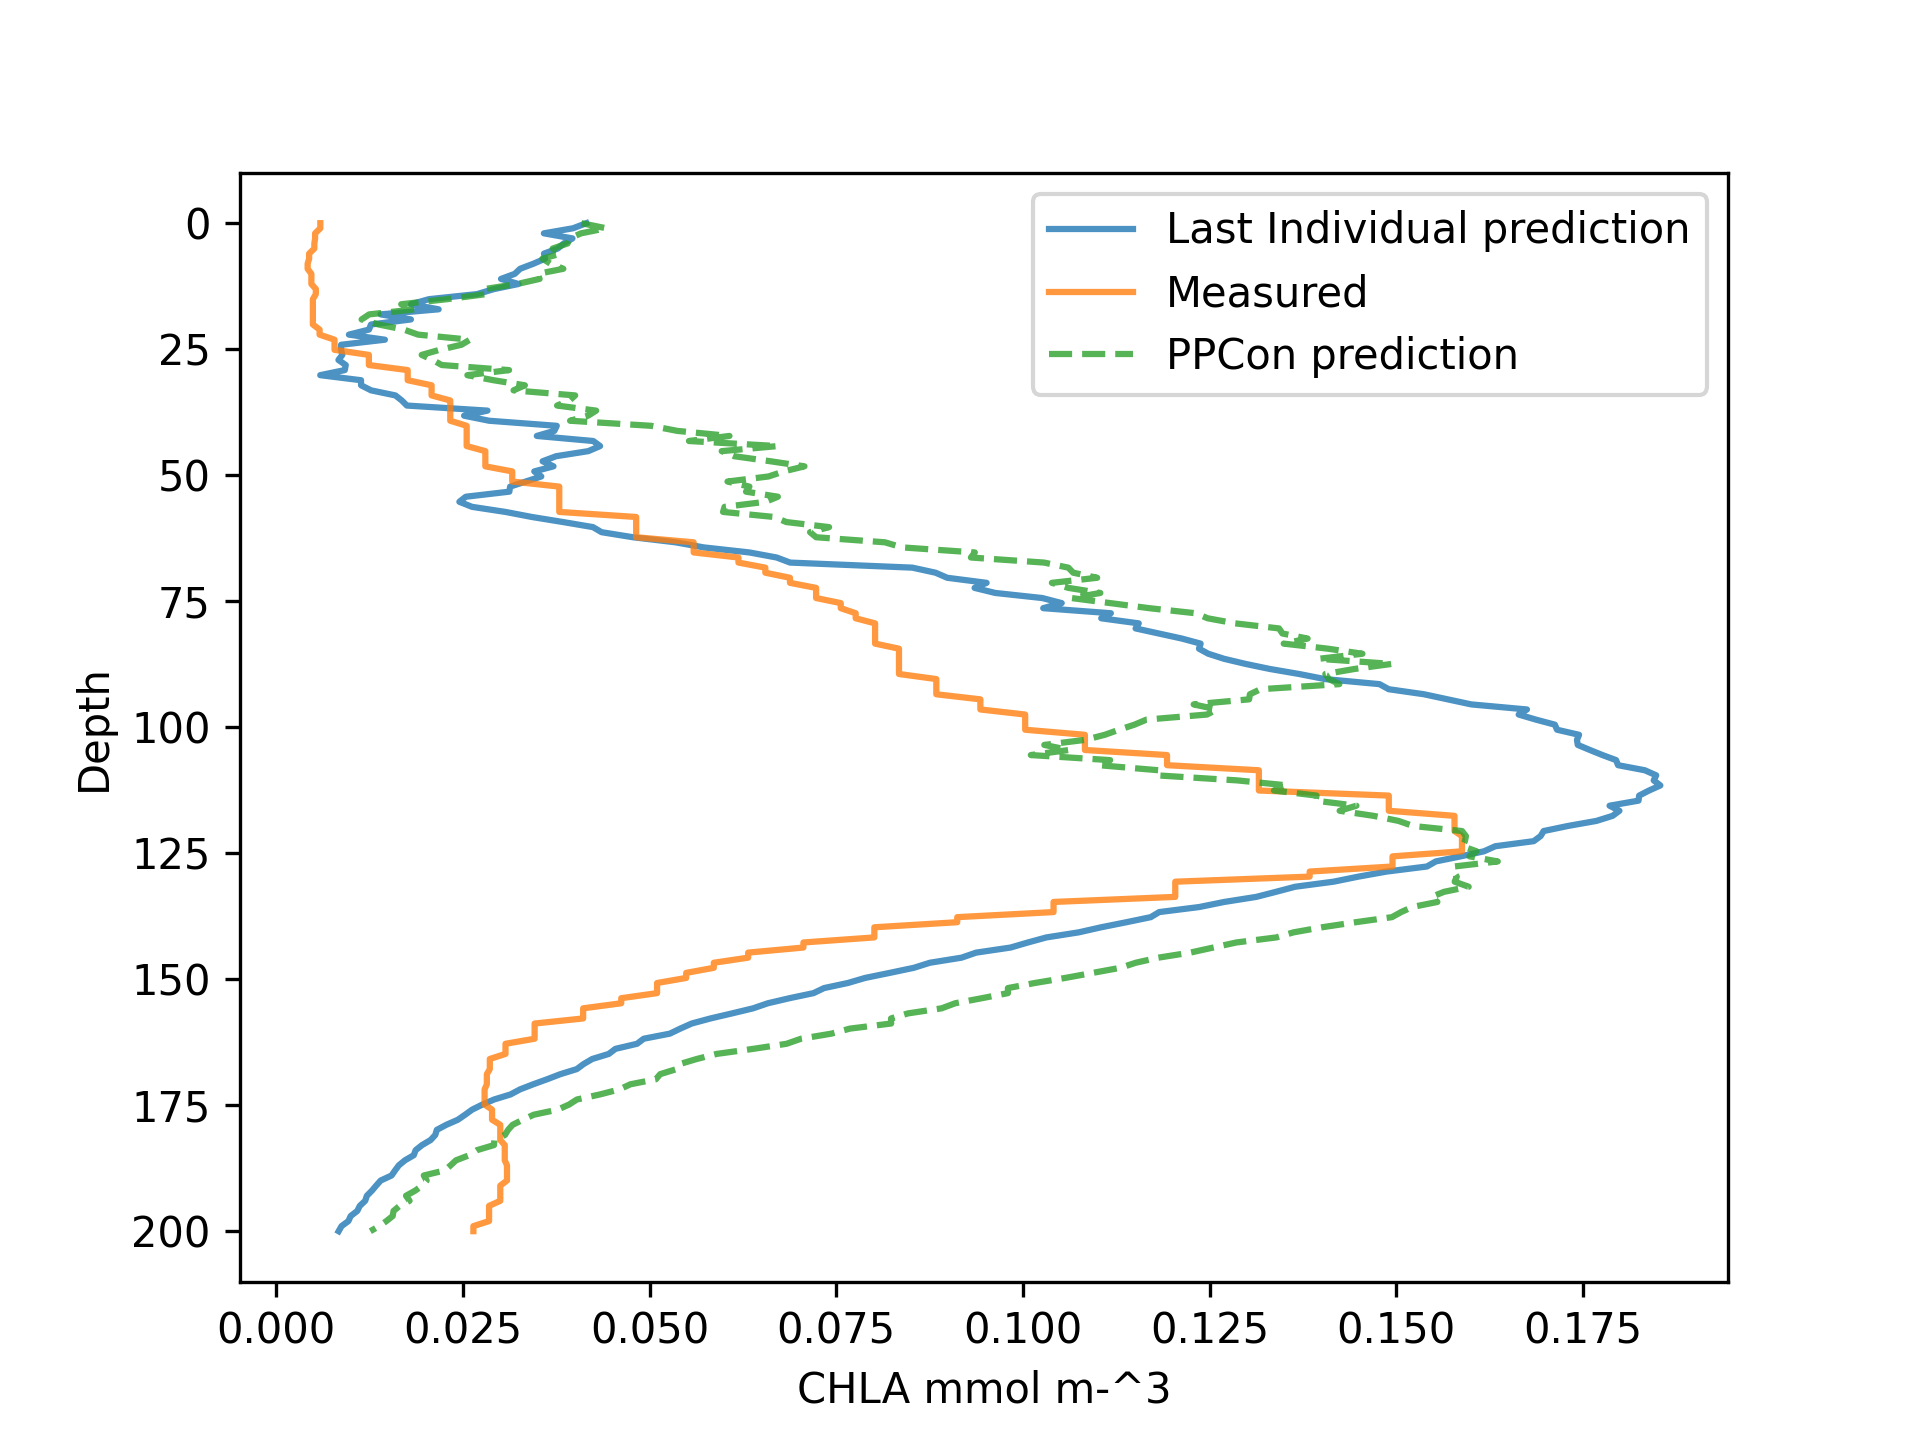 Last Individual prediction
Measured
PPCon prediction
0
25
50
75
100
125
150
175
200
Depth
0.000 0.025 0.050 0.075 0.100 0.125 0.150 0.175
CHLA mmol m-^3